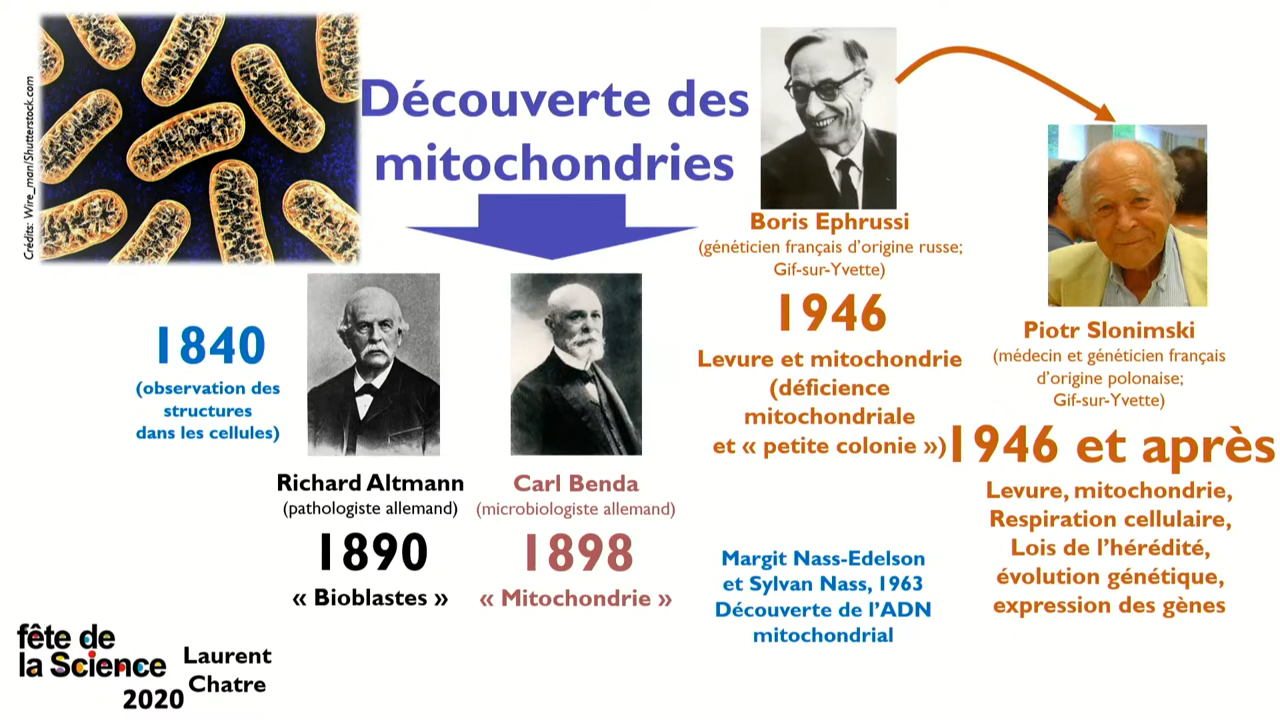 Crédits: Wire_man/Shutterstock.com
Découverte des
mitochondries
1840
(observation des
structures
dans les cellules)
Richard Altmann
(pathologiste allemand)
1890
« Bioblastes »
Carl Benda
(microbiologiste allemand)
1898
« Mitochondrie »
Boris Ephrussi
(généticien français d'origine russe;
Gif-sur-Yvette)
1946
Levure et mitochondrie
(déficience
mitochondriale
et « petite colonie »)
Margit Nass-Edelson
et Sylvan Nass, 1963
Découverte de l'ADN
mitochondrial
Piotr Slonimski
(médecin et généticien français
d'origine polonaise;
Gif-sur-Yvette)
1946 et après
Levure, mitochondrie,
Respiration cellulaire,
Lois de l'hérédité,
évolution génétique,
expression des gènes
fête de
la Science
2020
Laurent
Chatre